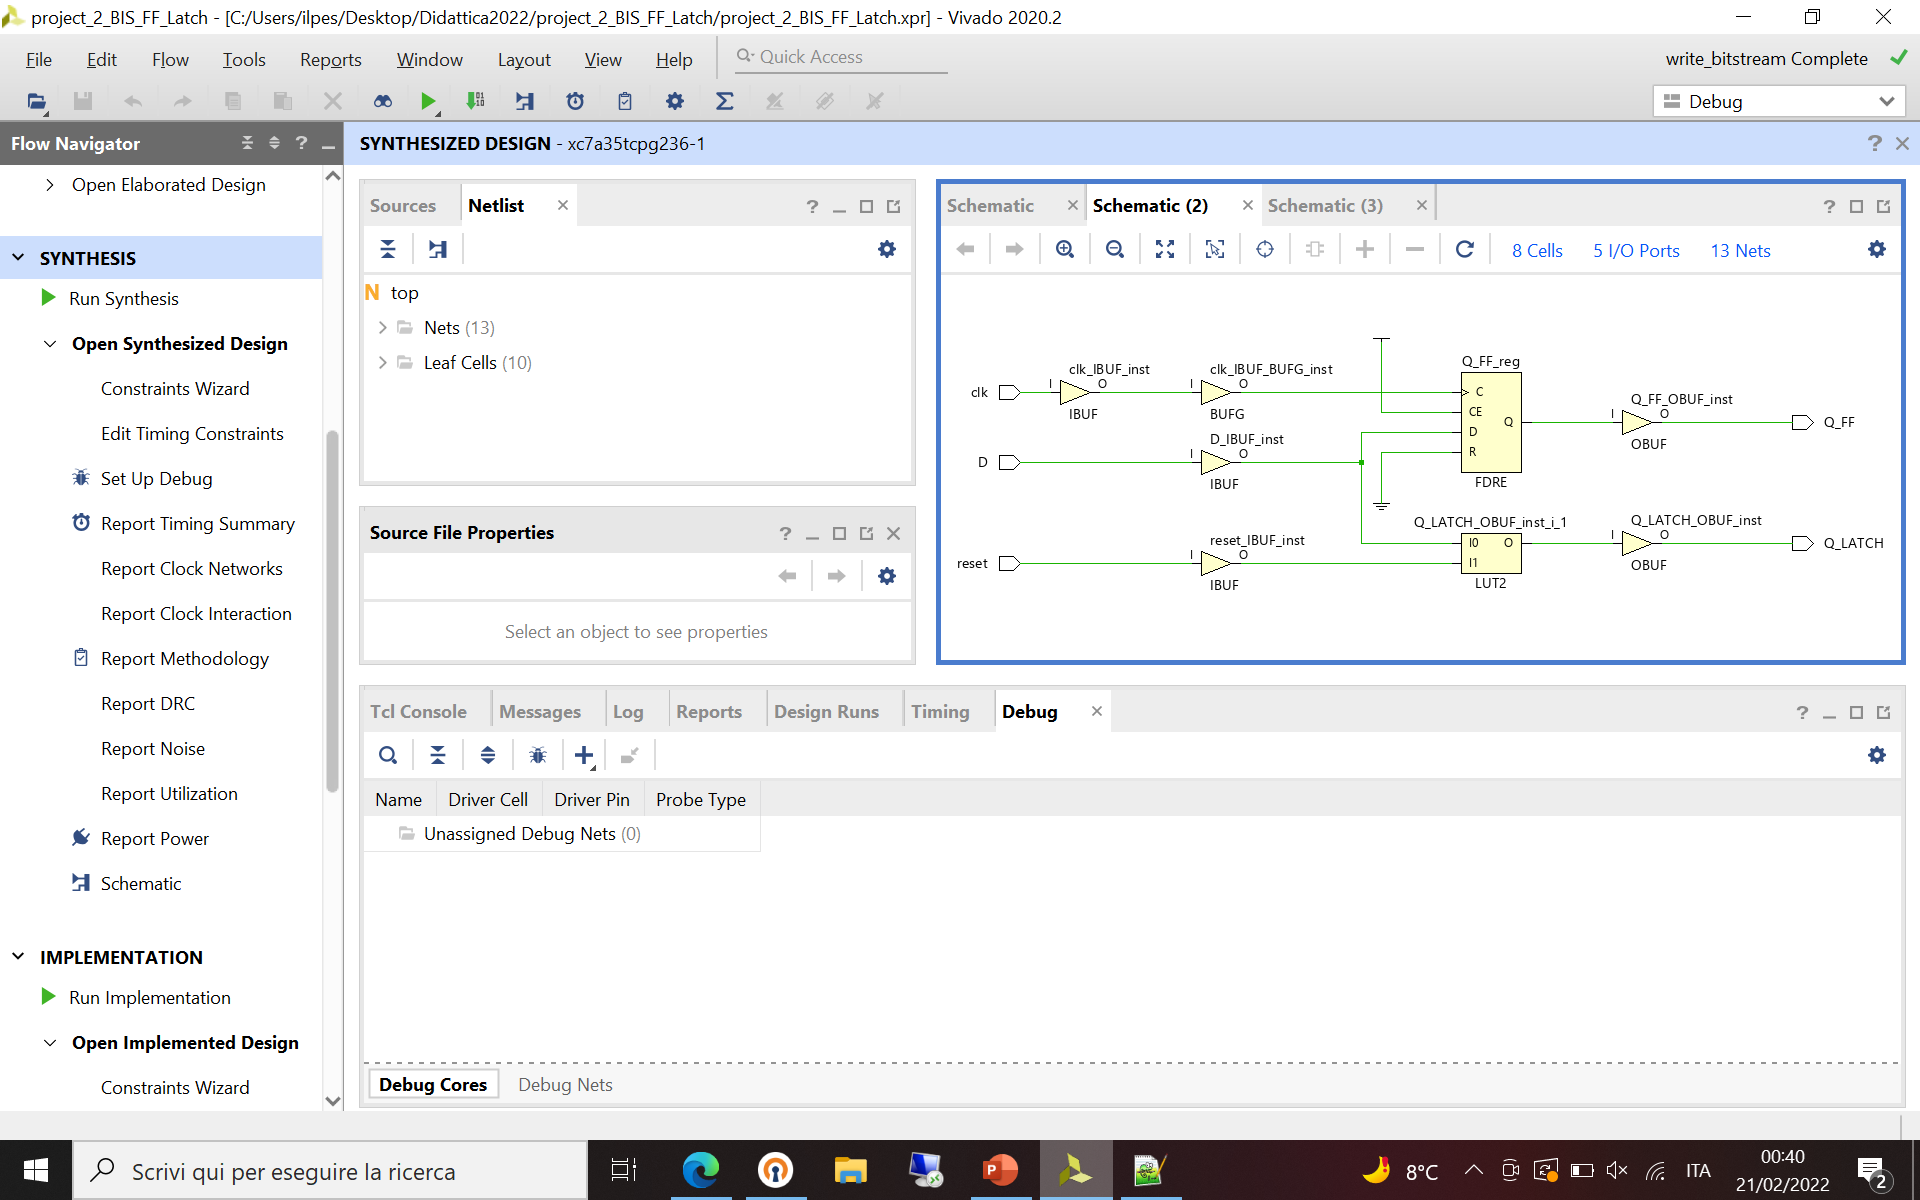 project_2_BIS_FF_Latch - [C:/Users/ilpes/Desktop/Didattica2022/project_2_BIS_FF_Latch/project_2_BIS_FF_Latch.xpr] - Vivado 2020.2
File Edit Flow Tools Reports Window Layout View Help Quick Access
write_bitstream Complete
Debug
Flow Navigator
SYNTHESIZED DESIGN - xc7a35tcpg236-1
Open Elaborated Design
SYNTHESIS
Run Synthesis
Open Synthesized Design
Constraints Wizard
Edit Timing Constraints
Set Up Debug
Report Timing Summary
Report Clock Networks
Report Clock Interaction
Report Methodology
Report DRC
Report Noise
Report Utilization
Report Power
Schematic
IMPLEMENTATION
Run Implementation
Open Implemented Design
Constraints Wizard
Sources Netlist
N top
Nets (13)
Leaf Cells (10)
Source File Properties
Select an object to see properties
Schematic Schematic (2) Schematic (3)
8 Cells 5 I/O Ports 13 Nets
Q_FF_reg
clk_IBUF_inst clk_IBUF_BUFG_inst
clk I O I O C
IBUF BUFG CE
Q_FF_OBUF_inst
D Q I O Q_FF
D_IBUF_inst
OBUF
D I O R
IBUF FDRE
Q_LATCH_OBUF_inst_i_1 Q_LATCH_OBUF_inst
reset_IBUF_inst
I0 O I O Q_LATCH
reset I O I1
OBUF
IBUF LUT2
Tcl Console Messages Log Reports Design Runs Timing Debug
Name Driver Cell Driver Pin Probe Type
Unassigned Debug Nets (0)
Debug Cores Debug Nets
Scrivi qui per eseguire la ricerca
8°C
ITA
00:40
21/02/2022
2